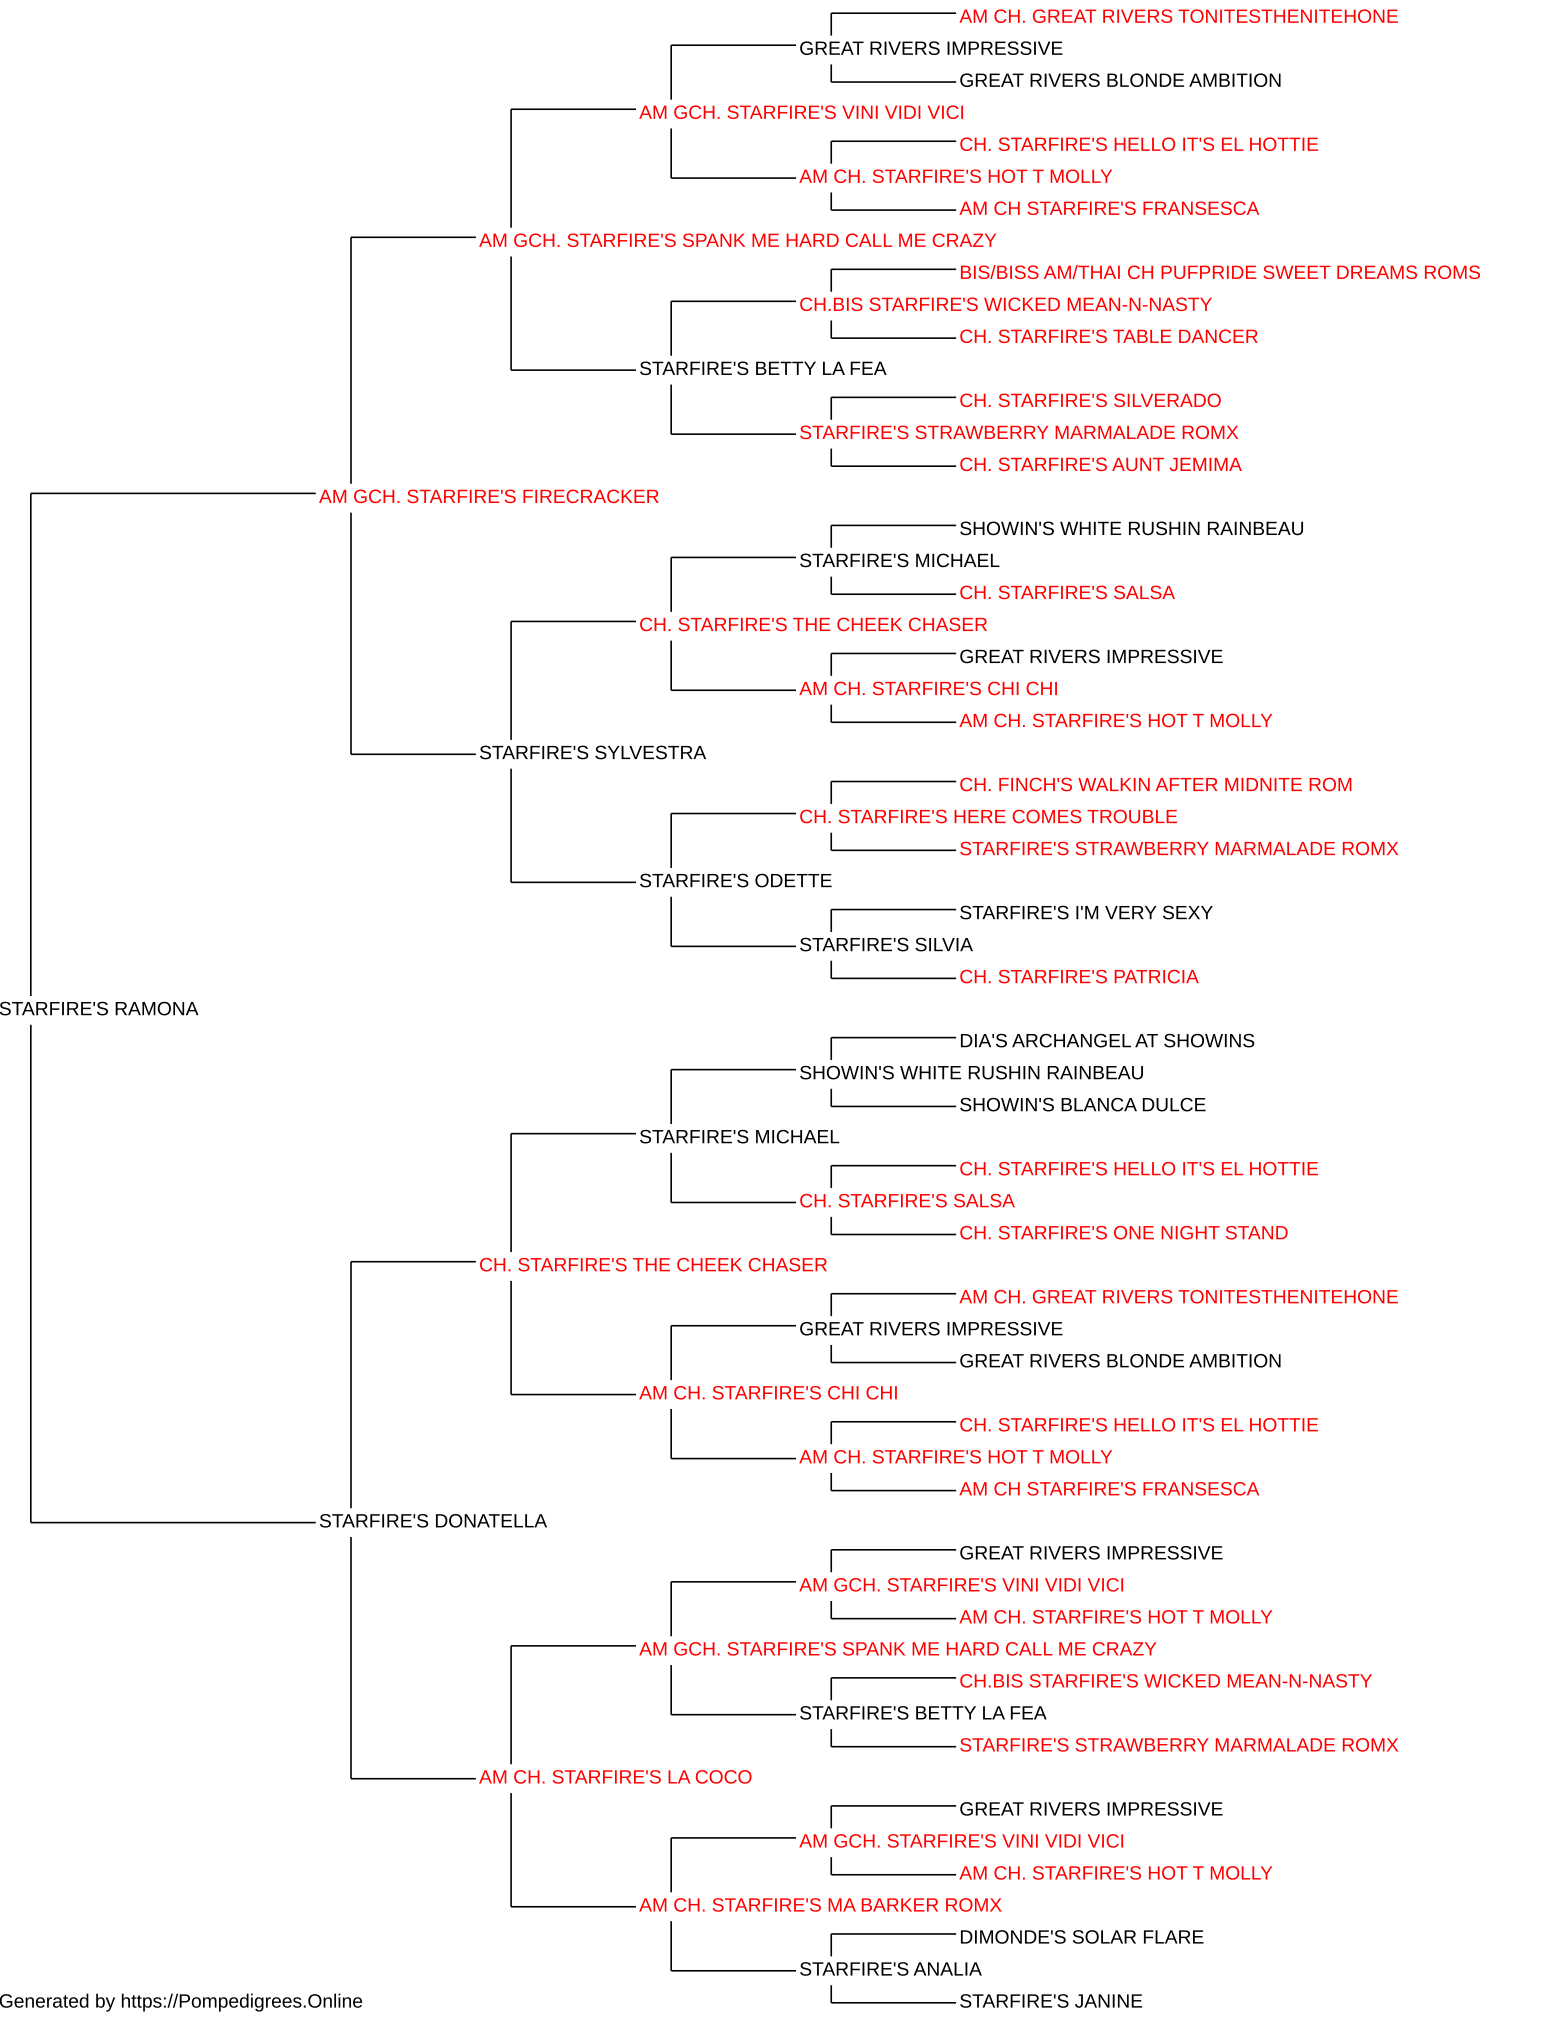 AM CH. GREAT RIVERS TONITESTHENITEHONE
GREAT RIVERS IMPRESSIVE
GREAT RIVERS BLONDE AMBITION
AM GCH. STARFIRE'S VINI VIDI VICI
CH. STARFIRE'S HELLO IT'S EL HOTTIE
AM CH. STARFIRE'S HOT T MOLLY
AM CH STARFIRE'S FRANSESCA
AM GCH. STARFIRE'S SPANK ME HARD CALL ME CRAZY
BIS/BISS AM/THAI CH PUFPRIDE SWEET DREAMS ROMS
CH.BIS STARFIRE'S WICKED MEAN-N-NASTY
CH. STARFIRE'S TABLE DANCER
STARFIRE'S BETTY LA FEA
CH. STARFIRE'S SILVERADO
STARFIRE'S STRAWBERRY MARMALADE ROMX
CH. STARFIRE'S AUNT JEMIMA
AM GCH. STARFIRE'S FIRECRACKER
SHOWIN'S WHITE RUSHIN RAINBEAU
STARFIRE'S MICHAEL
CH. STARFIRE'S SALSA
CH. STARFIRE'S THE CHEEK CHASER
GREAT RIVERS IMPRESSIVE
AM CH. STARFIRE'S CHI CHI
AM CH. STARFIRE'S HOT T MOLLY
STARFIRE'S SYLVESTRA
CH. FINCH'S WALKIN AFTER MIDNITE ROM
CH. STARFIRE'S HERE COMES TROUBLE
STARFIRE'S STRAWBERRY MARMALADE ROMX
STARFIRE'S ODETTE
STARFIRE'S I'M VERY SEXY
STARFIRE'S SILVIA
CH. STARFIRE'S PATRICIA
STARFIRE'S RAMONA
DIA'S ARCHANGEL AT SHOWINS
SHOWIN'S WHITE RUSHIN RAINBEAU
SHOWIN'S BLANCA DULCE
STARFIRE'S MICHAEL
CH. STARFIRE'S HELLO IT'S EL HOTTIE
CH. STARFIRE'S SALSA
CH. STARFIRE'S ONE NIGHT STAND
CH. STARFIRE'S THE CHEEK CHASER
AM CH. GREAT RIVERS TONITESTHENITEHONE
GREAT RIVERS IMPRESSIVE
GREAT RIVERS BLONDE AMBITION
AM CH. STARFIRE'S CHI CHI
CH. STARFIRE'S HELLO IT'S EL HOTTIE
AM CH. STARFIRE'S HOT T MOLLY
AM CH STARFIRE'S FRANSESCA
STARFIRE'S DONATELLA
GREAT RIVERS IMPRESSIVE
AM GCH. STARFIRE'S VINI VIDI VICI
AM CH. STARFIRE'S HOT T MOLLY
AM GCH. STARFIRE'S SPANK ME HARD CALL ME CRAZY
CH.BIS STARFIRE'S WICKED MEAN-N-NASTY
STARFIRE'S BETTY LA FEA
STARFIRE'S STRAWBERRY MARMALADE ROMX
AM CH. STARFIRE'S LA COCO
GREAT RIVERS IMPRESSIVE
AM GCH. STARFIRE'S VINI VIDI VICI
AM CH. STARFIRE'S HOT T MOLLY
AM CH. STARFIRE'S MA BARKER ROMX
DIMONDE'S SOLAR FLARE
STARFIRE'S ANALIA
STARFIRE'S JANINE
Generated by https://Pompedigrees.Online